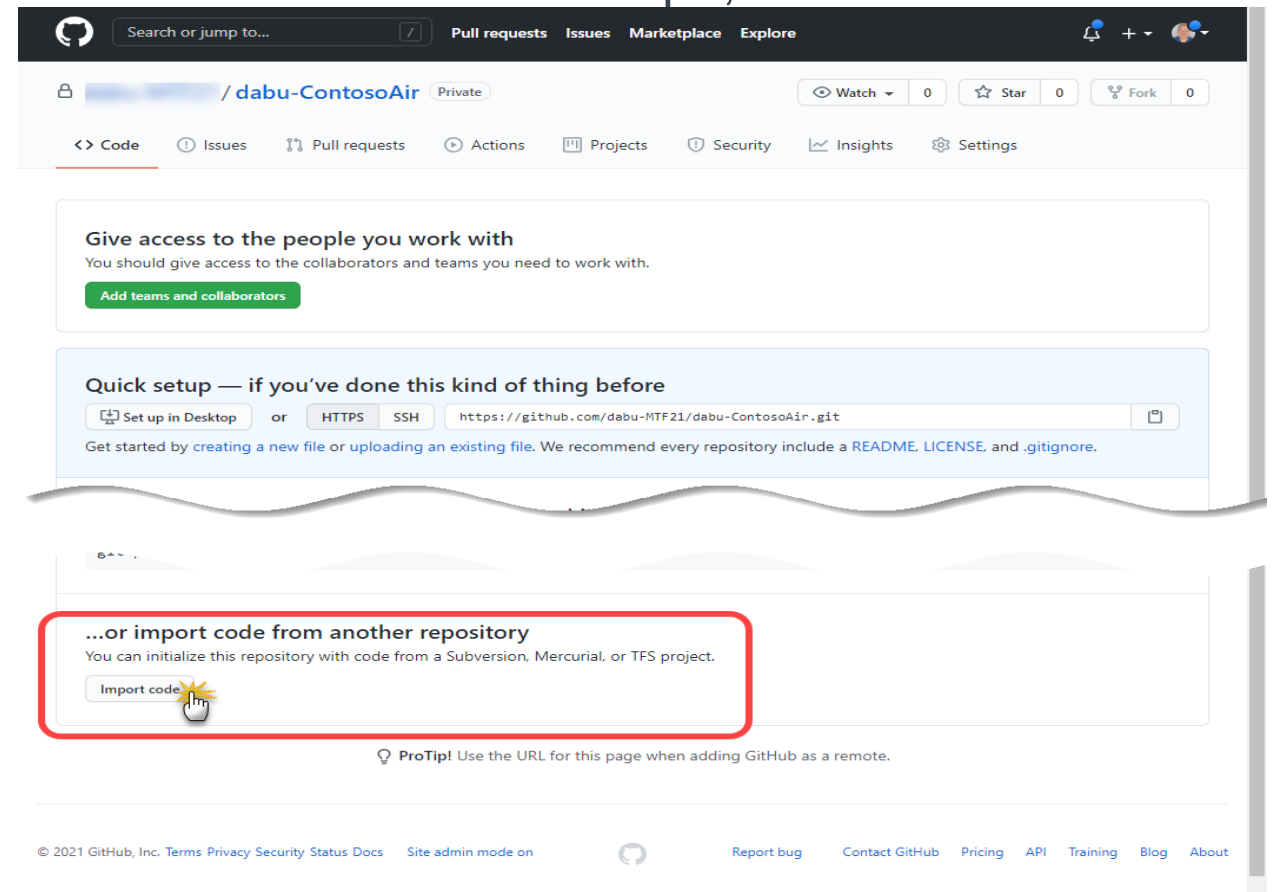 Search or jump to... / Pull requests Issues Marketplace Explore
/ dabu-ContosoAir Private Watch 0 Star 0 Fork 0
<> Code Issues Pull requests Actions Projects Security Insights Settings
Give access to the people you work with
You should give access to the collaborators and teams you need to work with.
Add teams and collaborators
Quick setup — if you've done this kind of thing before
Set up in Desktop or HTTPS SSH https://github.com/dabu-MTF21/dabu-ContosoAir.git
Get started by creating a new file or uploading an existing file. We recommend every repository include a README, LICENSE, and .gitignore.
...or import code from another repository
You can initialize this repository with code from a Subversion, Mercurial, or TFS project.
Import code
ProTip! Use the URL for this page when adding GitHub as a remote.
© 2021 GitHub, Inc. Terms Privacy Security Status Docs Site admin mode on Report bug Contact GitHub Pricing API Training Blog About